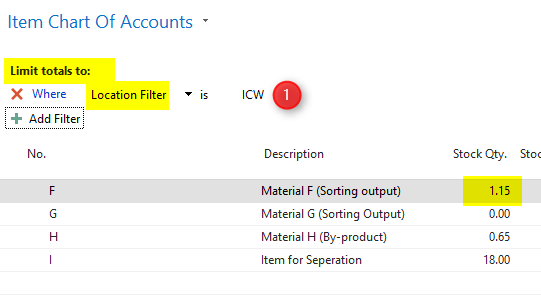 Item Chart Of Accounts
Limit totals to:
Where Location Filter is ICW 1
Add Filter
No. Description Stock Qty. Stoc
F Material F (Sorting output) 1.15
G Material G (Sorting Output) 0.00
H Material H (By-product) 0.65
I Item for Seperation 18.00